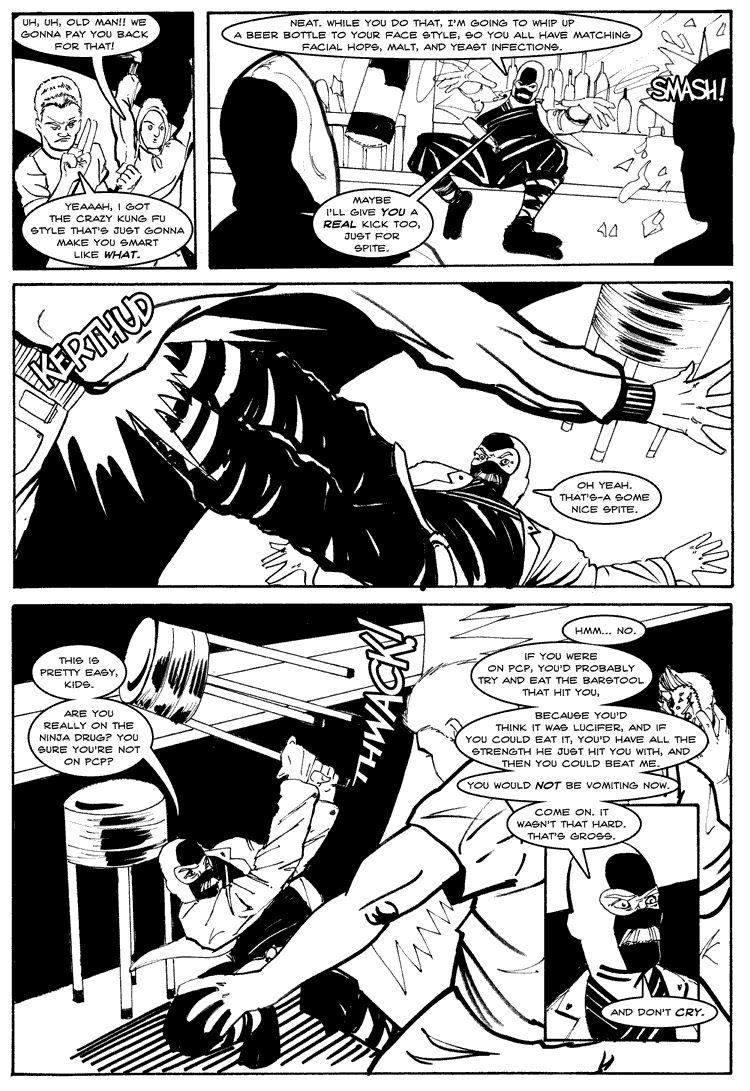 UH, UH, OLD MAN!! WE
GONNA PAY YOU BACK
FOR THAT!
YEAAAH, I GOT
THE CRAZY KUNG FU
STYLE THAT'S JUST GONNA
MAKE YOU SMART
LIKE WHAT.
NEAT. WHILE YOU DO THAT, I'M GOING TO WHIP UP
A BEER BOTTLE TO YOUR FACE STYLE, SO YOU ALL HAVE MATCHING
FACIAL HOPS, MALT, AND YEAST INFECTIONS.
SMASH!
MAYBE
I'LL GIVE YOU A
REAL KICK TOO,
JUST FOR
SPITE.
KERTHUD
OH YEAH.
THAT'S-A SOME
NICE SPITE.
THIS IS
PRETTY EASY,
KIDS.
ARE YOU
REALLY ON THE
NINJA DRUG? YOU
SURE YOU'RE NOT
ON PCP?
THWACK!
HMM... NO.
IF YOU WERE
ON PCP, YOU'D PROBABLY
TRY AND EAT THE BARSTOOL
THAT HIT YOU,
BECAUSE YOU'D
THINK IT WAS LUCIFER, AND IF
YOU COULD EAT IT, YOU'D HAVE ALL THE
STRENGTH HE JUST HIT YOU WITH, AND
THEN YOU COULD BEAT ME.
YOU WOULD NOT BE VOMITING NOW.
COME ON. IT
WASN'T THAT HARD.
THAT'S GROSS.
AND DON'T CRY.